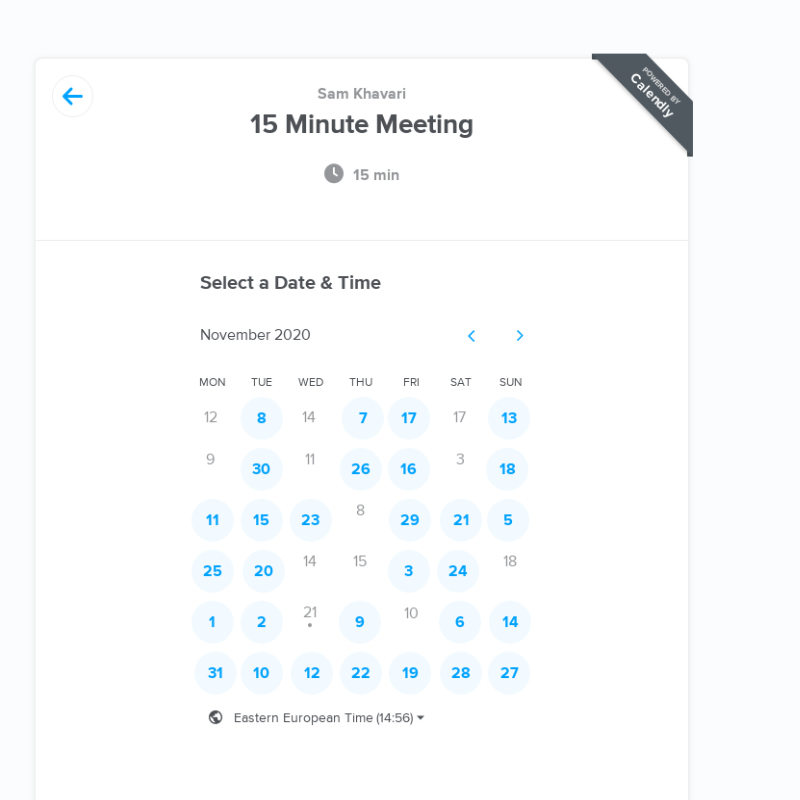 POWERED BY
Calendly
Sam Khavari
15 Minute Meeting
15 min
Select a Date & Time
November 2020
MON TUE WED THU FRI SAT SUN
12 8 14 7 17 17 13
9 30 11 26 16 3 18
11 15 23 8 29 21 5
25 20 14 15 3 24 18
1 2 21 9 10 6 14
31 10 12 22 19 28 27
Eastern European Time (14:56)